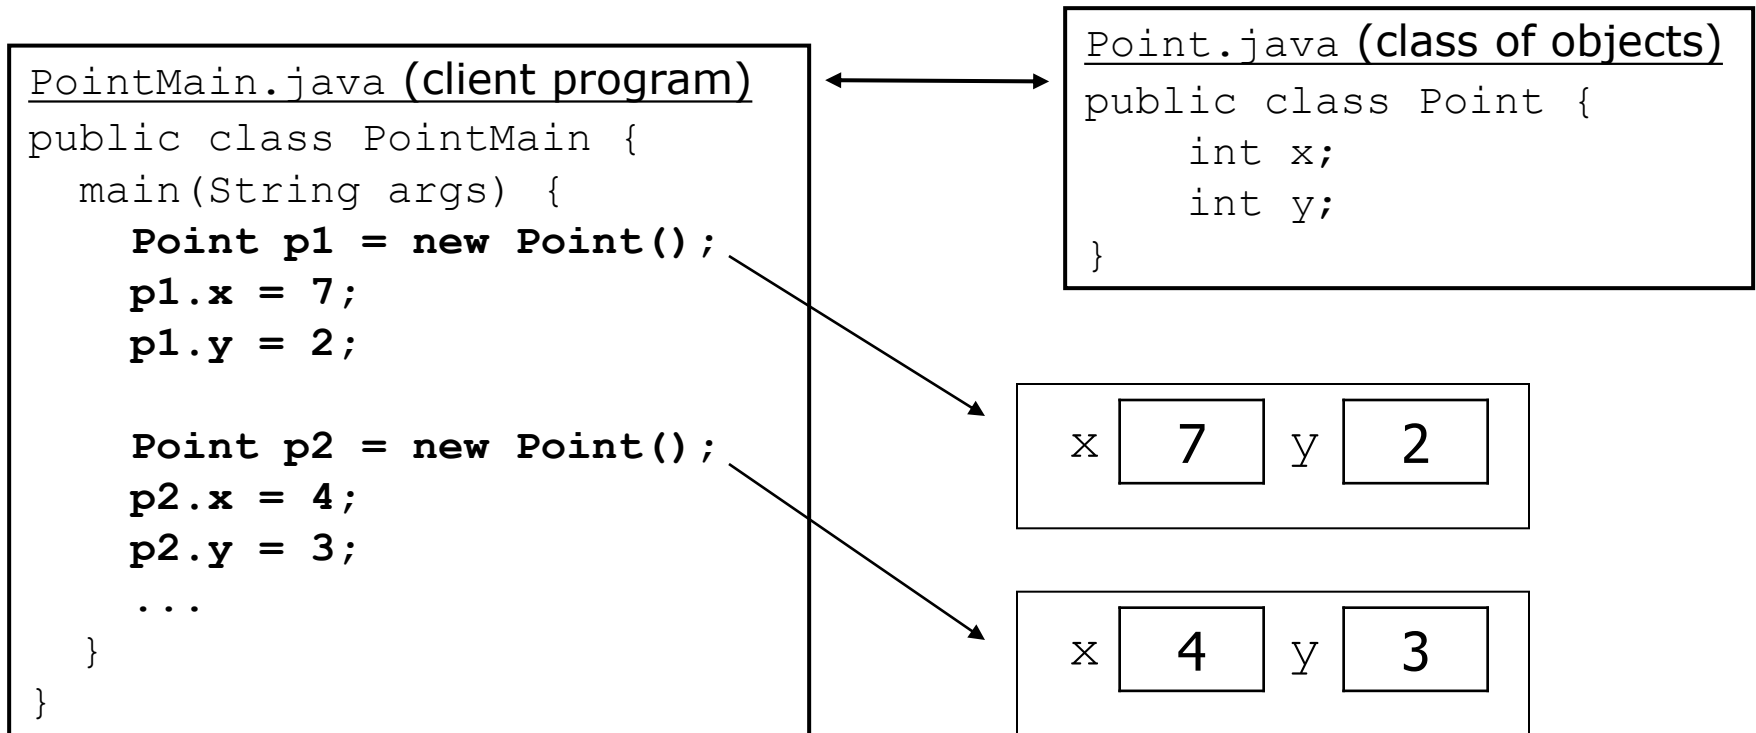 PointMain.java (client program)
public class PointMain {
main(String args) {
Point p1 = new Point();
p1.x = 7;
p1.y = 2;
Point p2 = new Point();
p2.x = 4;
p2.y = 3;
...
}
}
Point.java (class of objects)
public class Point {
int x;
int y;
}
x 7 y 2
x 4 y 3